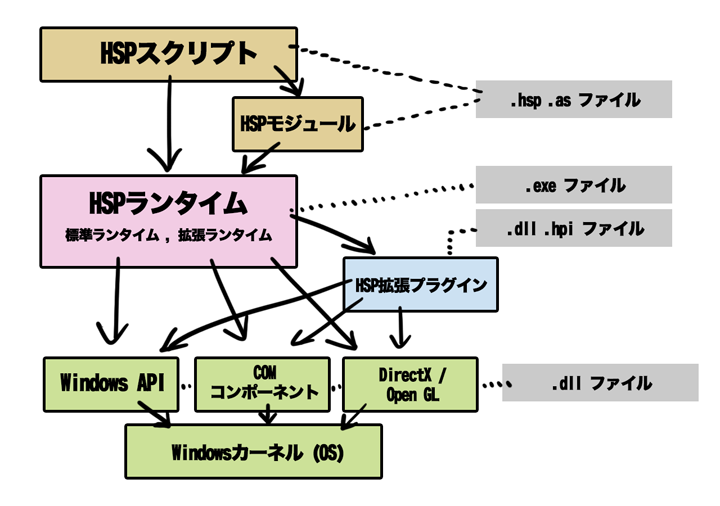 HSPスクリプト
HSPモジュール
.hsp .as ファイル
HSPランタイム
標準ランタイム , 拡張ランタイム
.exe ファイル
.dll .hpi ファイル
HSP拡張プラグイン
Windows API
COM
コンポーネント
DirectX /
Open GL
.dll ファイル
Windowsカーネル (OS)